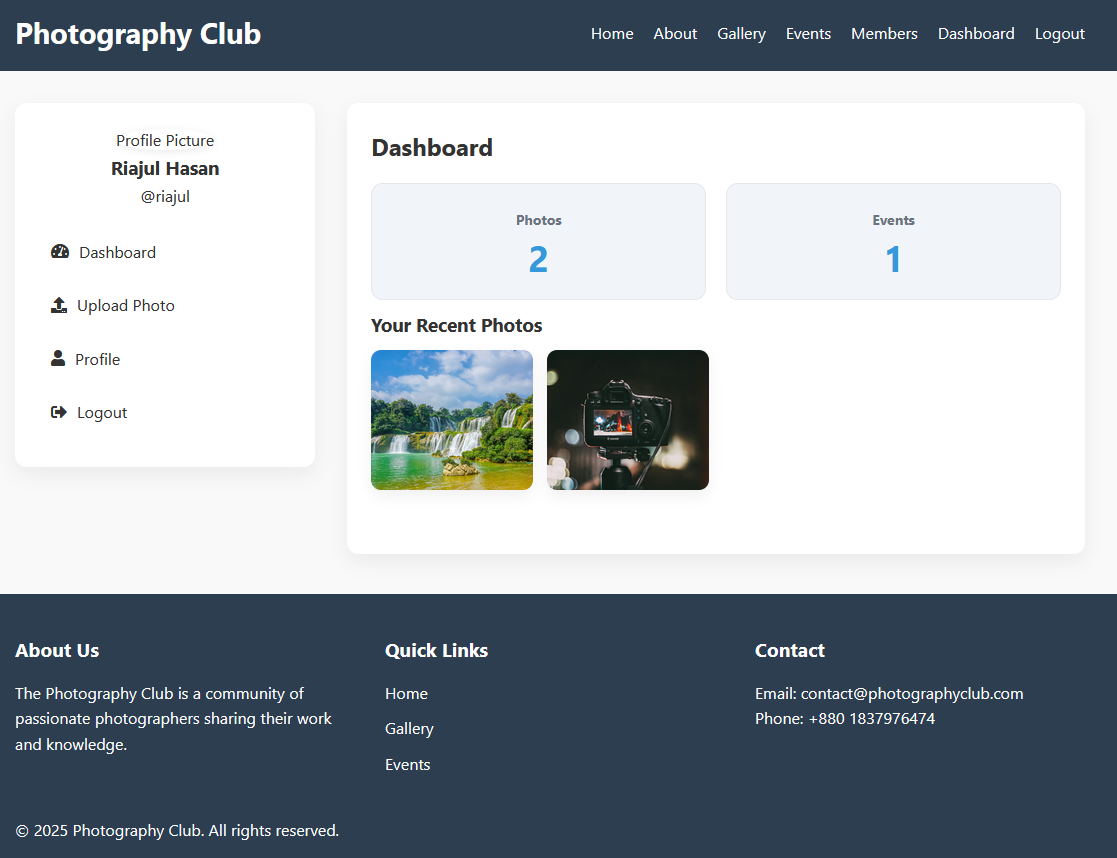 Photography Club
Home About Gallery Events Members Dashboard Logout
Profile Picture
Riajul Hasan
@riajul
Dashboard
Upload Photo
Profile
Logout
Dashboard
Photos
2
Events
1
Your Recent Photos
About Us
The Photography Club is a community of
passionate photographers sharing their work
and knowledge.
Quick Links
Home
Gallery
Events
Contact
Email: contact@photographyclub.com
Phone: +880 1837976474
© 2025 Photography Club. All rights reserved.